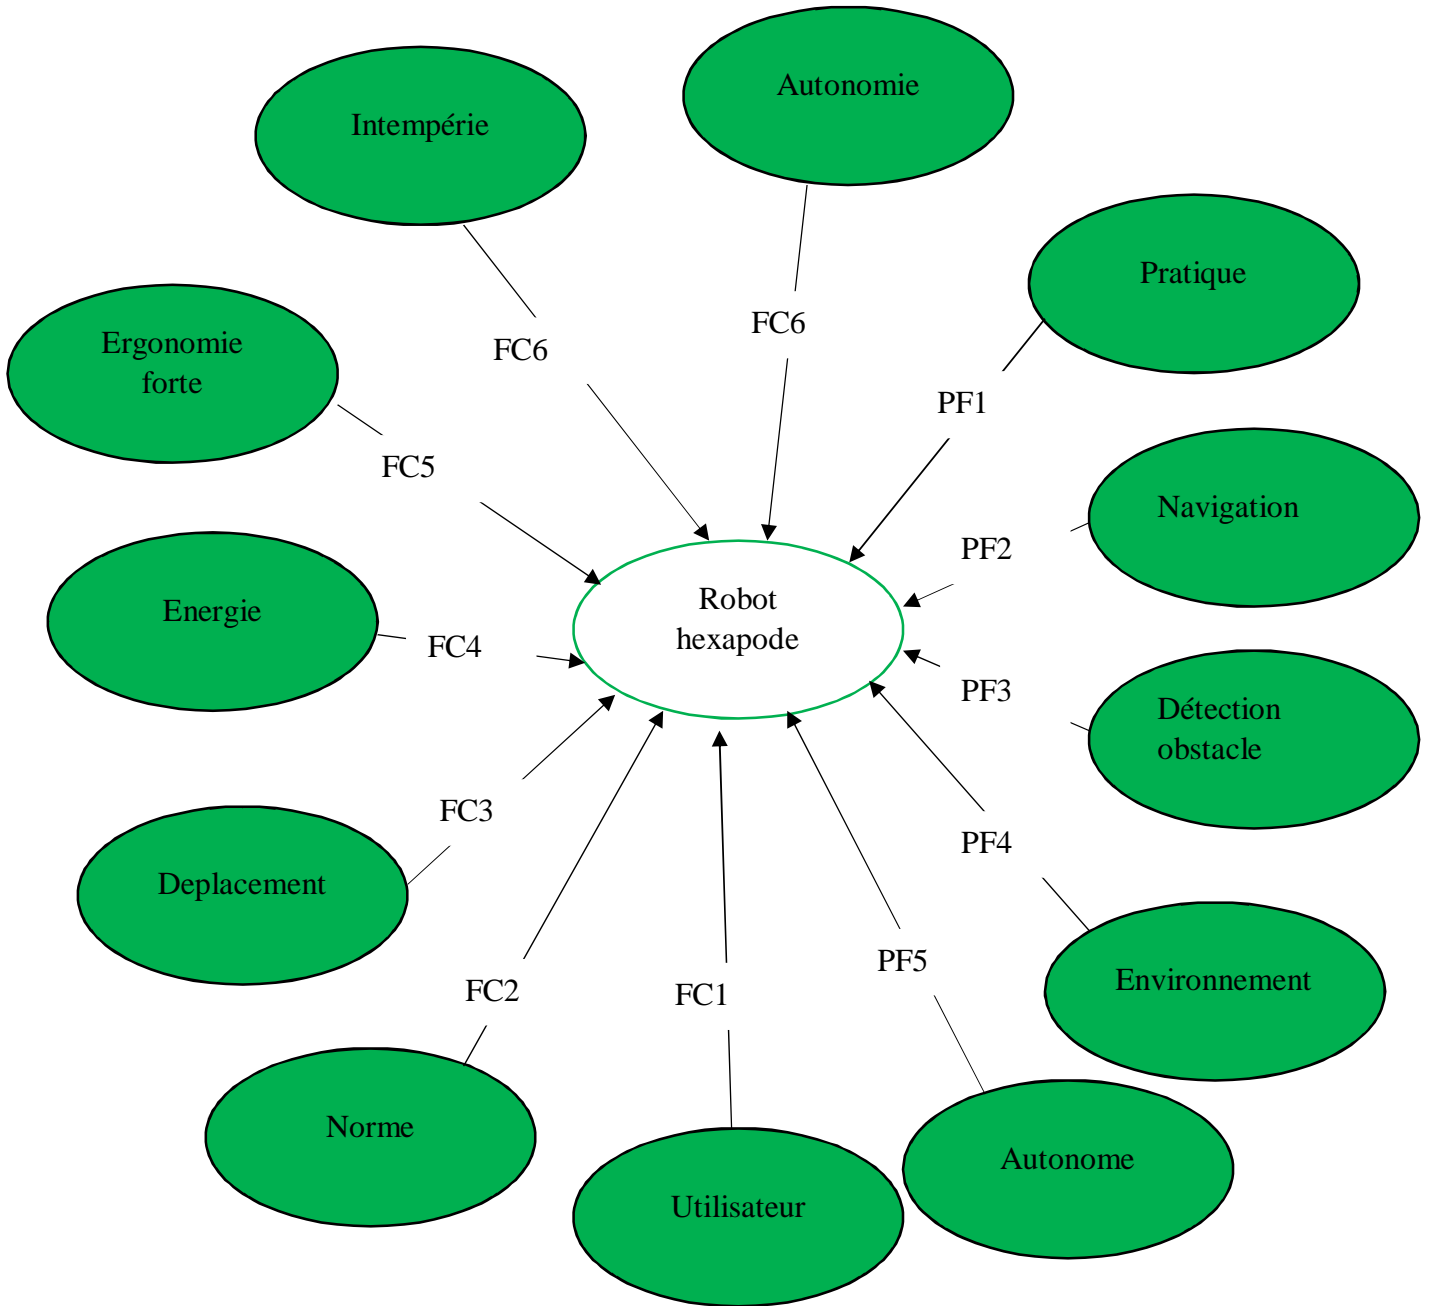 Autonomie
Intempérie
Pratique
FC6
Ergonomie
forte
FC6
PF1
FC5
Navigation
PF2
Robot
hexapode
Energie
FC4
PF3
Détection
obstacle
FC3
PF4
Deplacement
PF5
FC2
FC1
Environnement
Norme
Autonome
Utilisateur